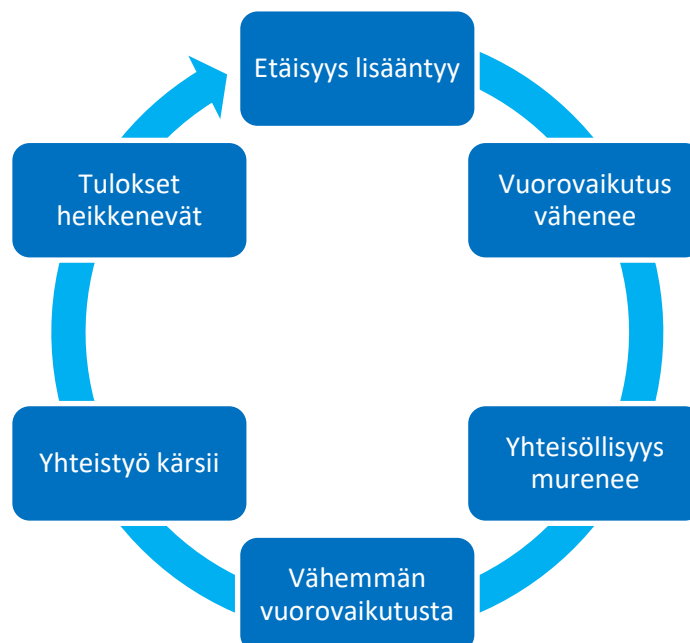 Etäisyys lisääntyy
Vuorovaikutus
vähenee
Yhteisöllisyys
murenee
Vähemmän
vuorovaikutusta
Yhteistyö kärsii
Tulokset
heikkenevät